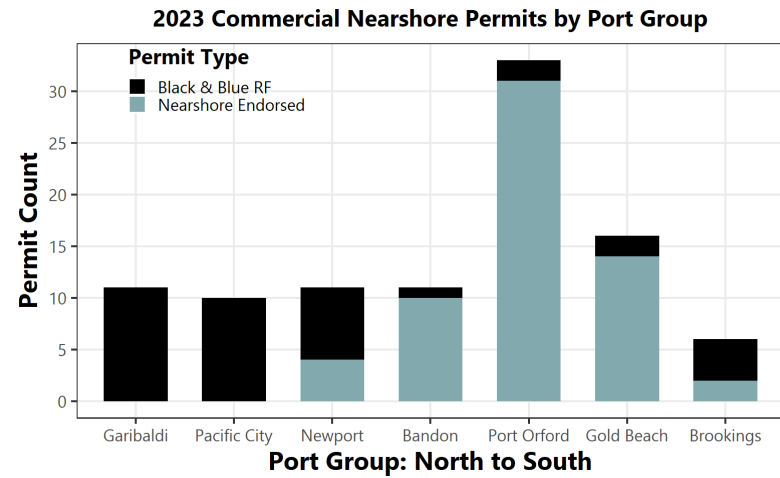 2023 Commercial Nearshore Permits by Port Group
Permit Type
Black & Blue RF
Nearshore Endorsed
Permit Count
30
25
20
15
10
5
0
Garibaldi Pacific City Newport Bandon Port Orford Gold Beach Brookings
Port Group: North to South